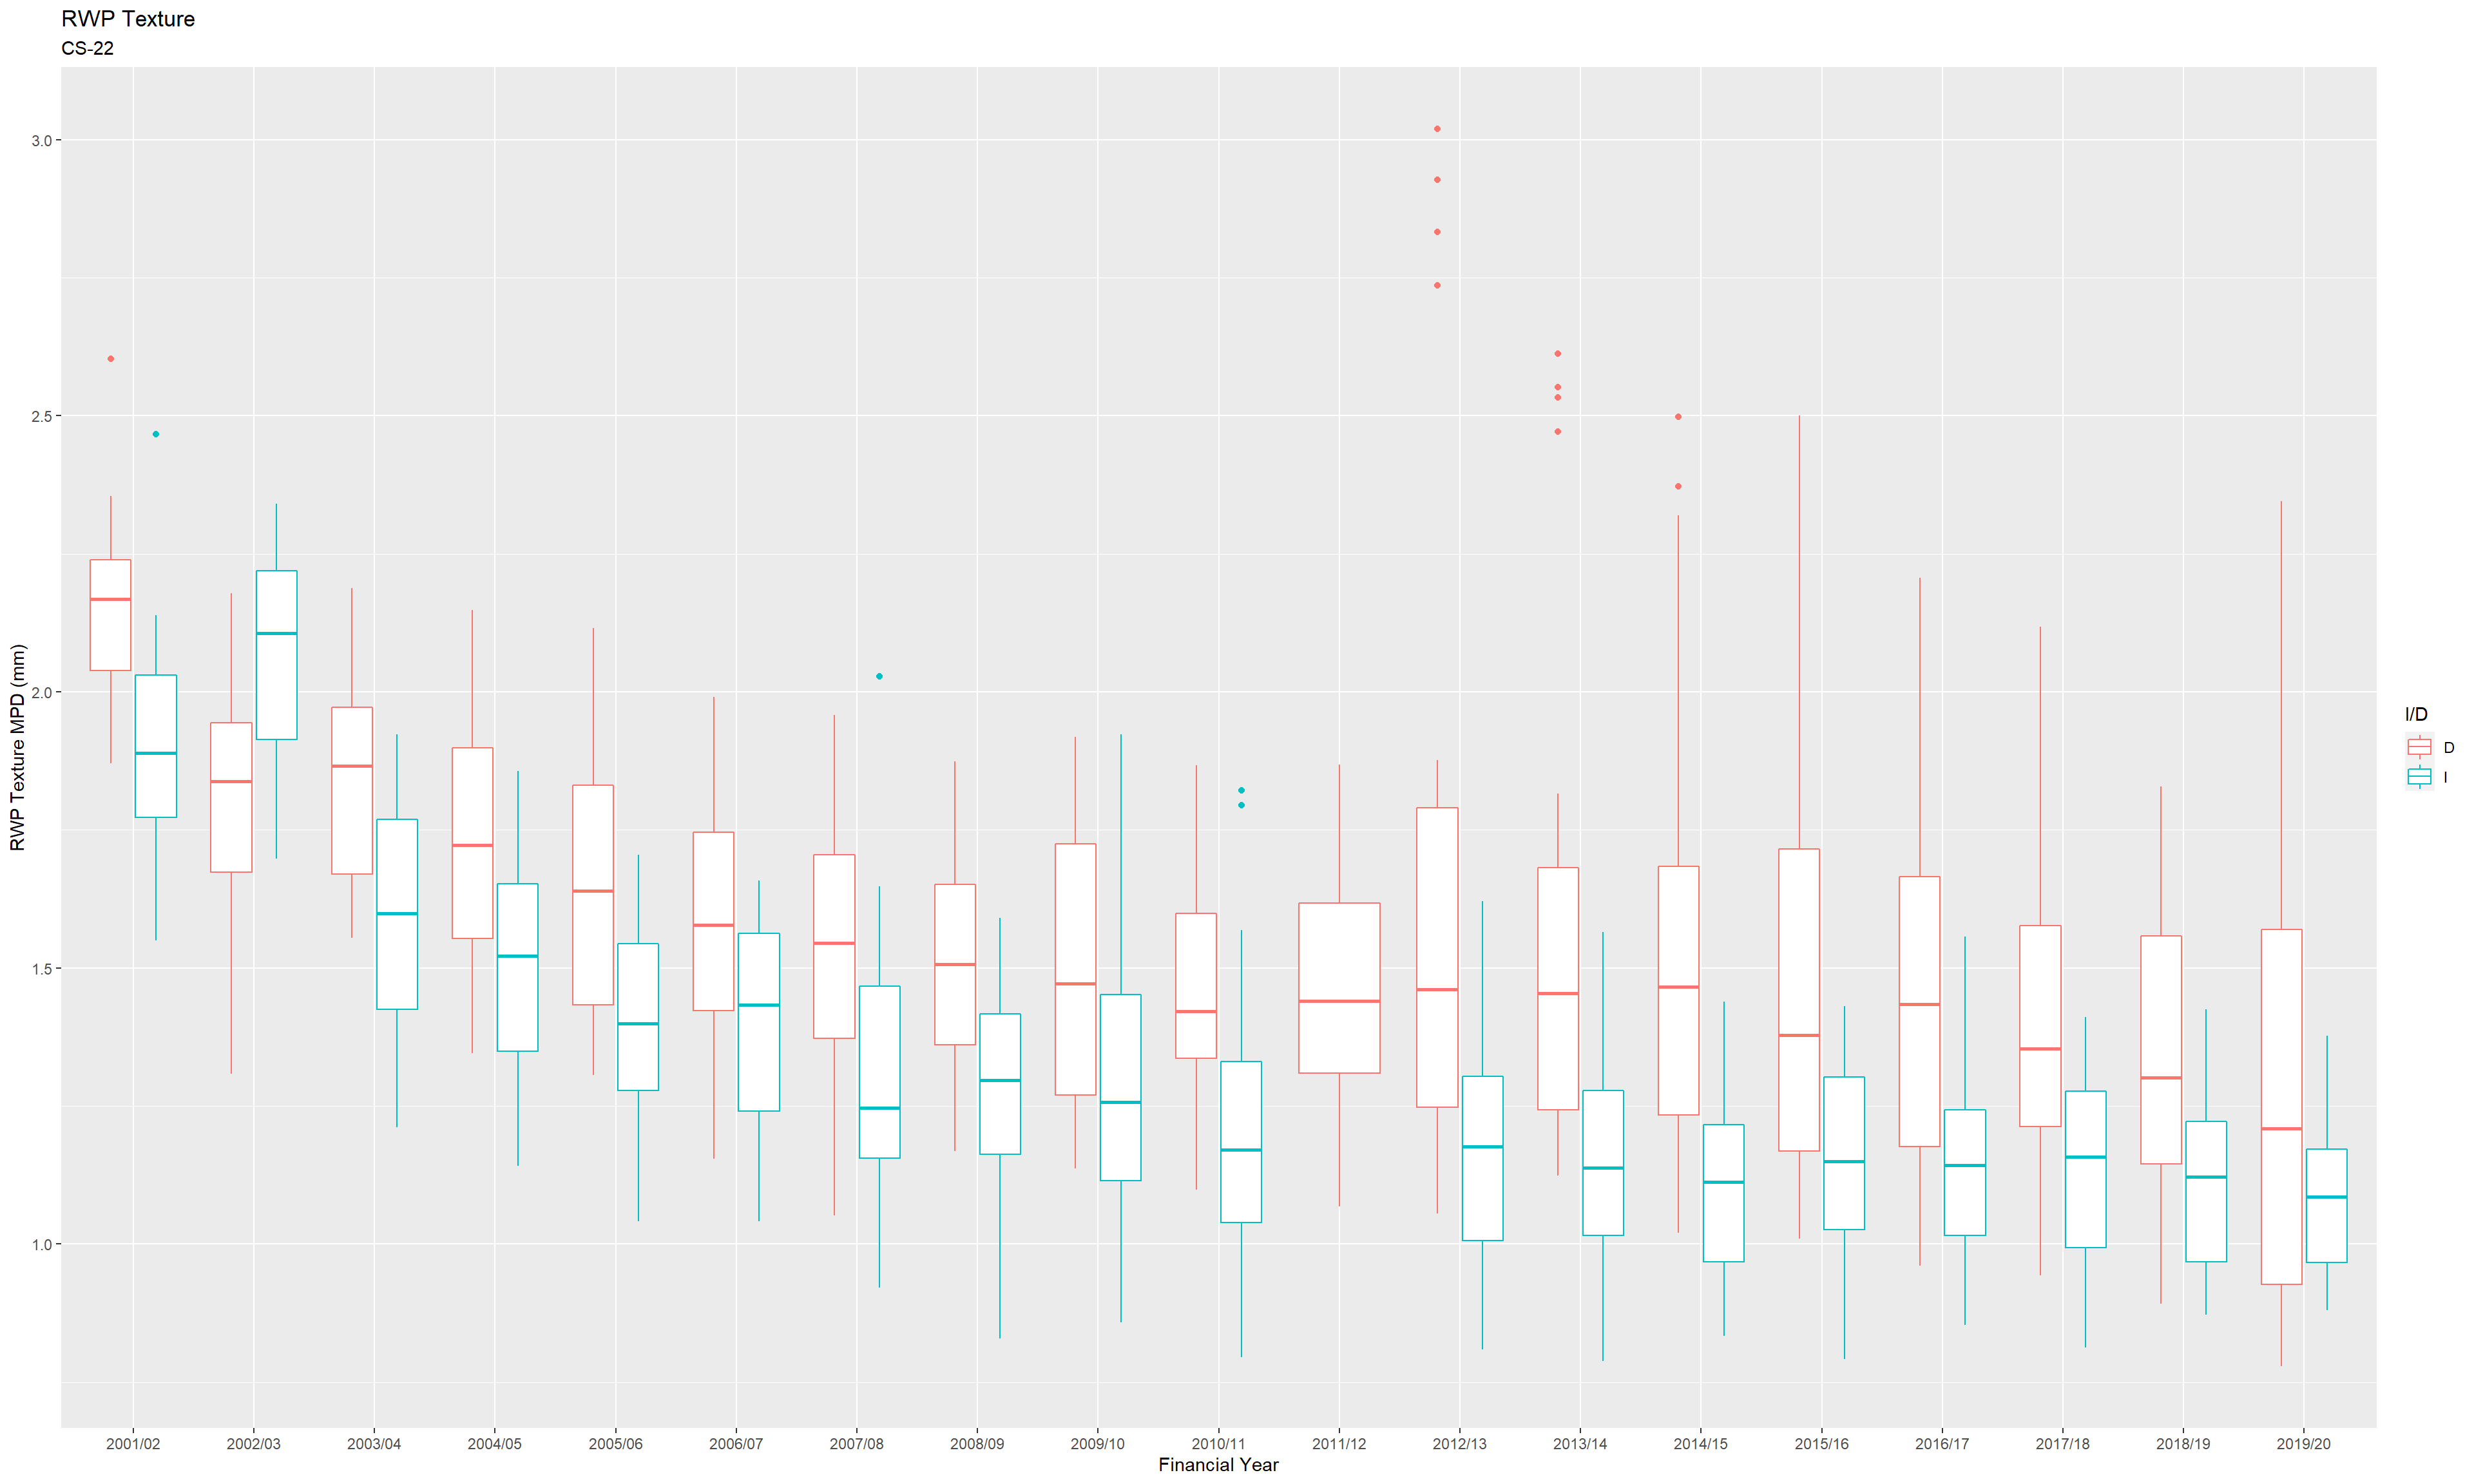 RWP Texture
CS-22
RWP Texture MPD (mm)
3.0
2.5
2.0
1.5
1.0
2001/02 2002/03 2003/04 2004/05 2005/06 2006/07 2007/08 2008/09 2009/10 2010/11 2011/12 2012/13 2013/14 2014/15 2015/16 2016/17 2017/18 2018/19 2019/20
Financial Year
I/D
D
I